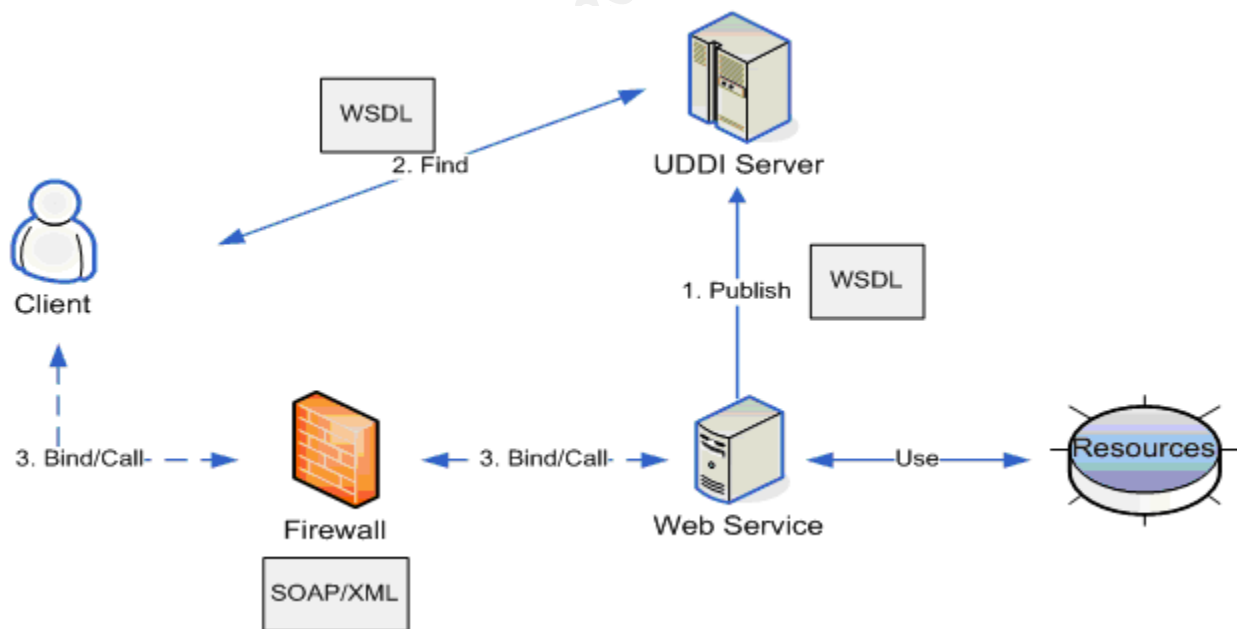 WSDL
2. Find
UDDI Server
Client
1. Publish
WSDL
3. Bind/Call
Firewall
SOAP/XML
3. Bind/Call
Web Service
Use
Resources